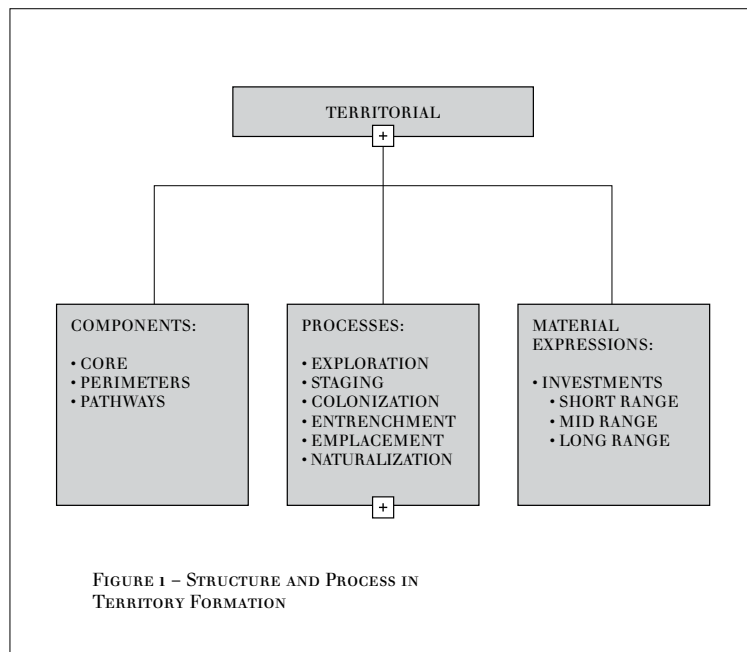 TERRITORIAL
+
COMPONENTS:
• CORE
• PERIMETERS
• PATHWAYS
PROCESSES:
• EXPLORATION
• STAGING
• COLONIZATION
• ENTRENCHMENT
• EMPLACEMENT
• NATURALIZATION
+
MATERIAL
EXPRESSIONS:
• INVESTMENTS
• SHORT RANGE
• MID RANGE
• LONG RANGE
FIGURE 1 – STRUCTURE AND PROCESS IN
TERRITORY FORMATION